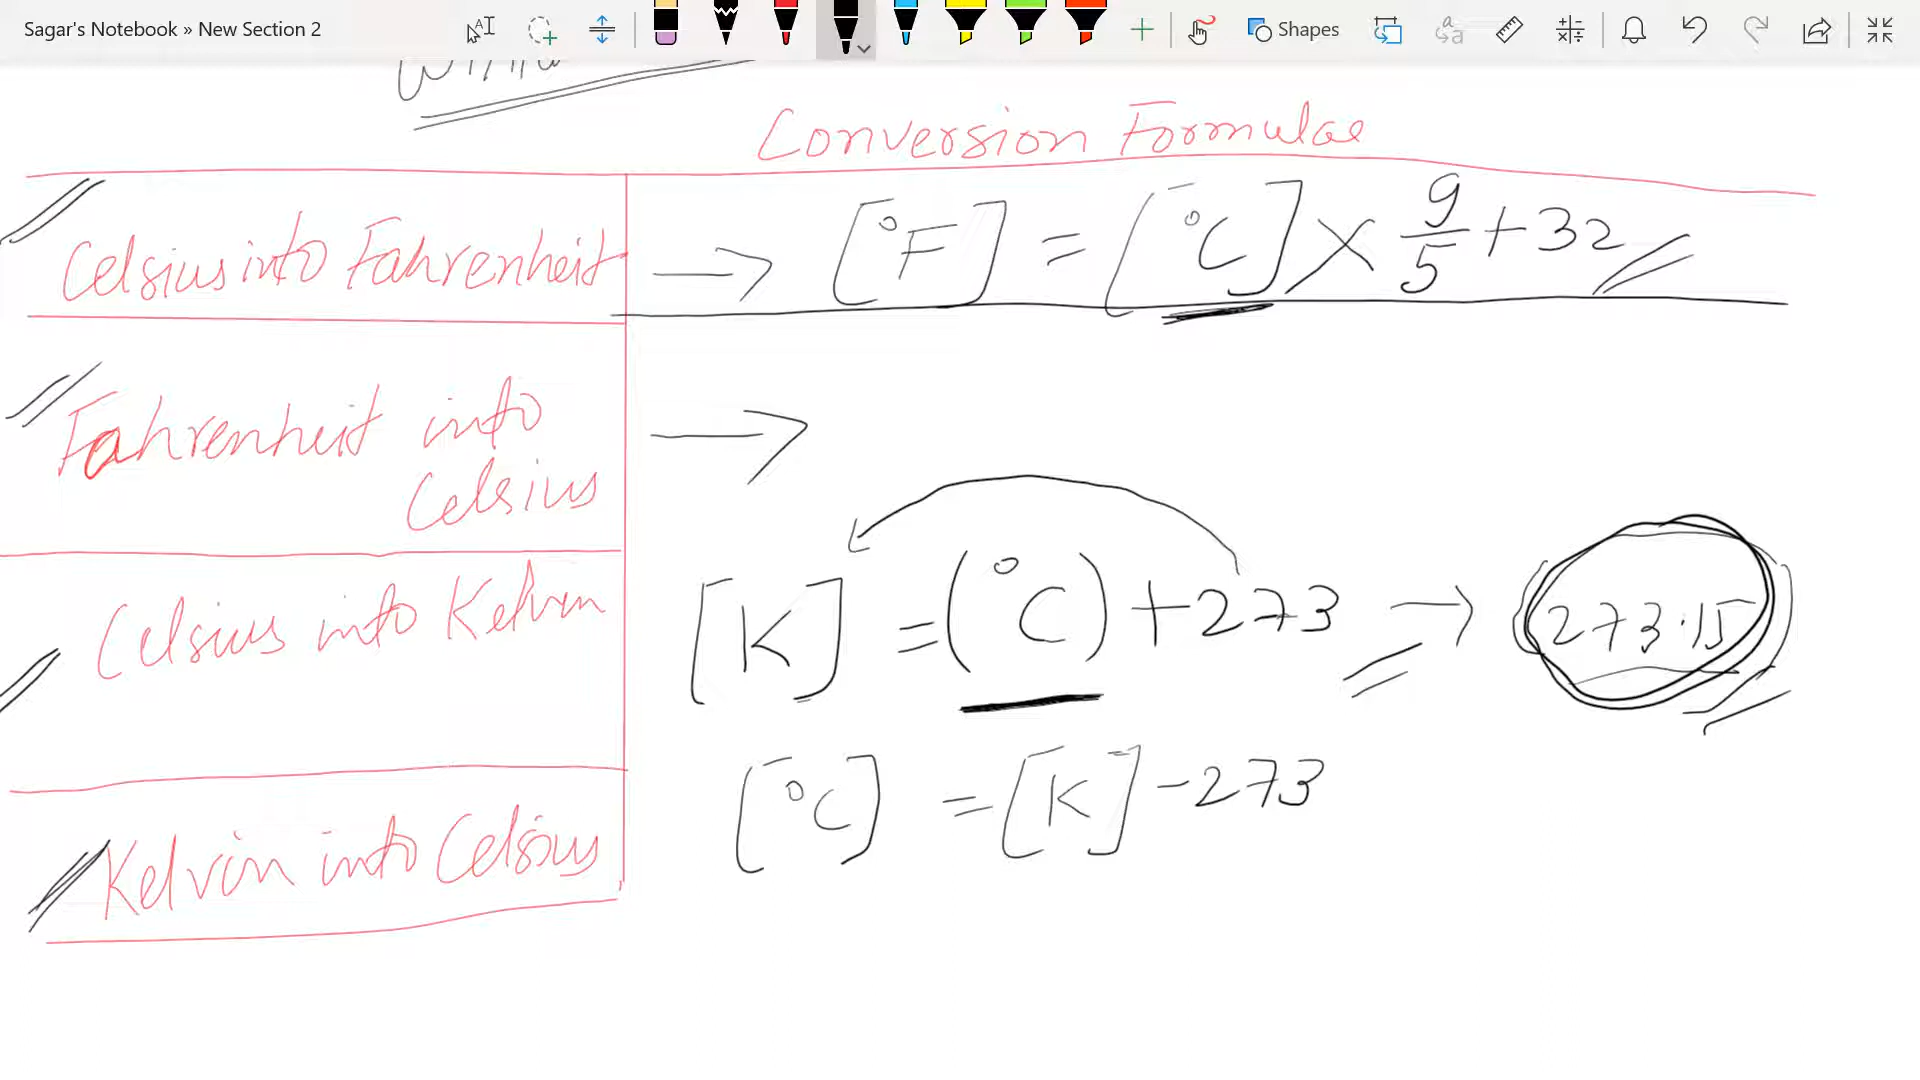 Sagar's Notebook » New Section 2
Shapes
Conversion Formulae
Celsius into Fahrenheit → [°F] = [°C] × 9/5 + 32
Fahrenheit into →
Celsius
Celsius into Kelvin [K] = (°C) + 273 → 273.15
Kelvin into Celsius [°C] = [K] - 273